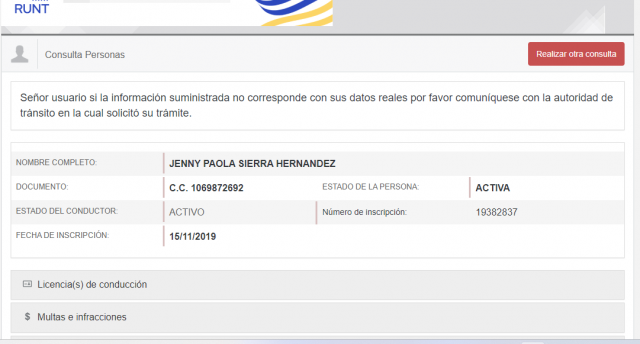 RUNT
Consulta Personas
Realizar otra consulta
Señor usuario si la información suministrada no corresponde con sus datos reales por favor comuníquese con la autoridad de
trànsito en la cual solicitó su trámite.
NOMBRE COMPLETO: JENNY PAOLA SIERRA HERNANDEZ
DOCUMENTO: C.C. 1069872692 ESTADO DE LA PERSONA: ACTIVA
ESTADO DEL CONDUCTOR: ACTIVO Número de inscripción: 19382837
FECHA DE INSCRIPCIÓN: 15/11/2019
Licencia(s) de conducción
$ Multas e infracciones